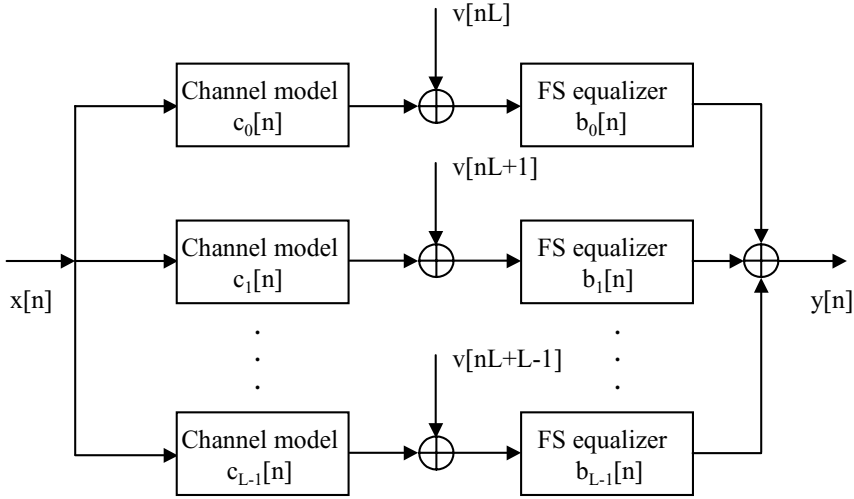 v[nL]
Channel model
c₀[n]
FS equalizer
b₀[n]
v[nL+1]
Channel model
c₁[n]
FS equalizer
b₁[n]
x[n]
y[n]
v[nL+L-1]
Channel model
c_{L-1}[n]
FS equalizer
b_{L-1}[n]